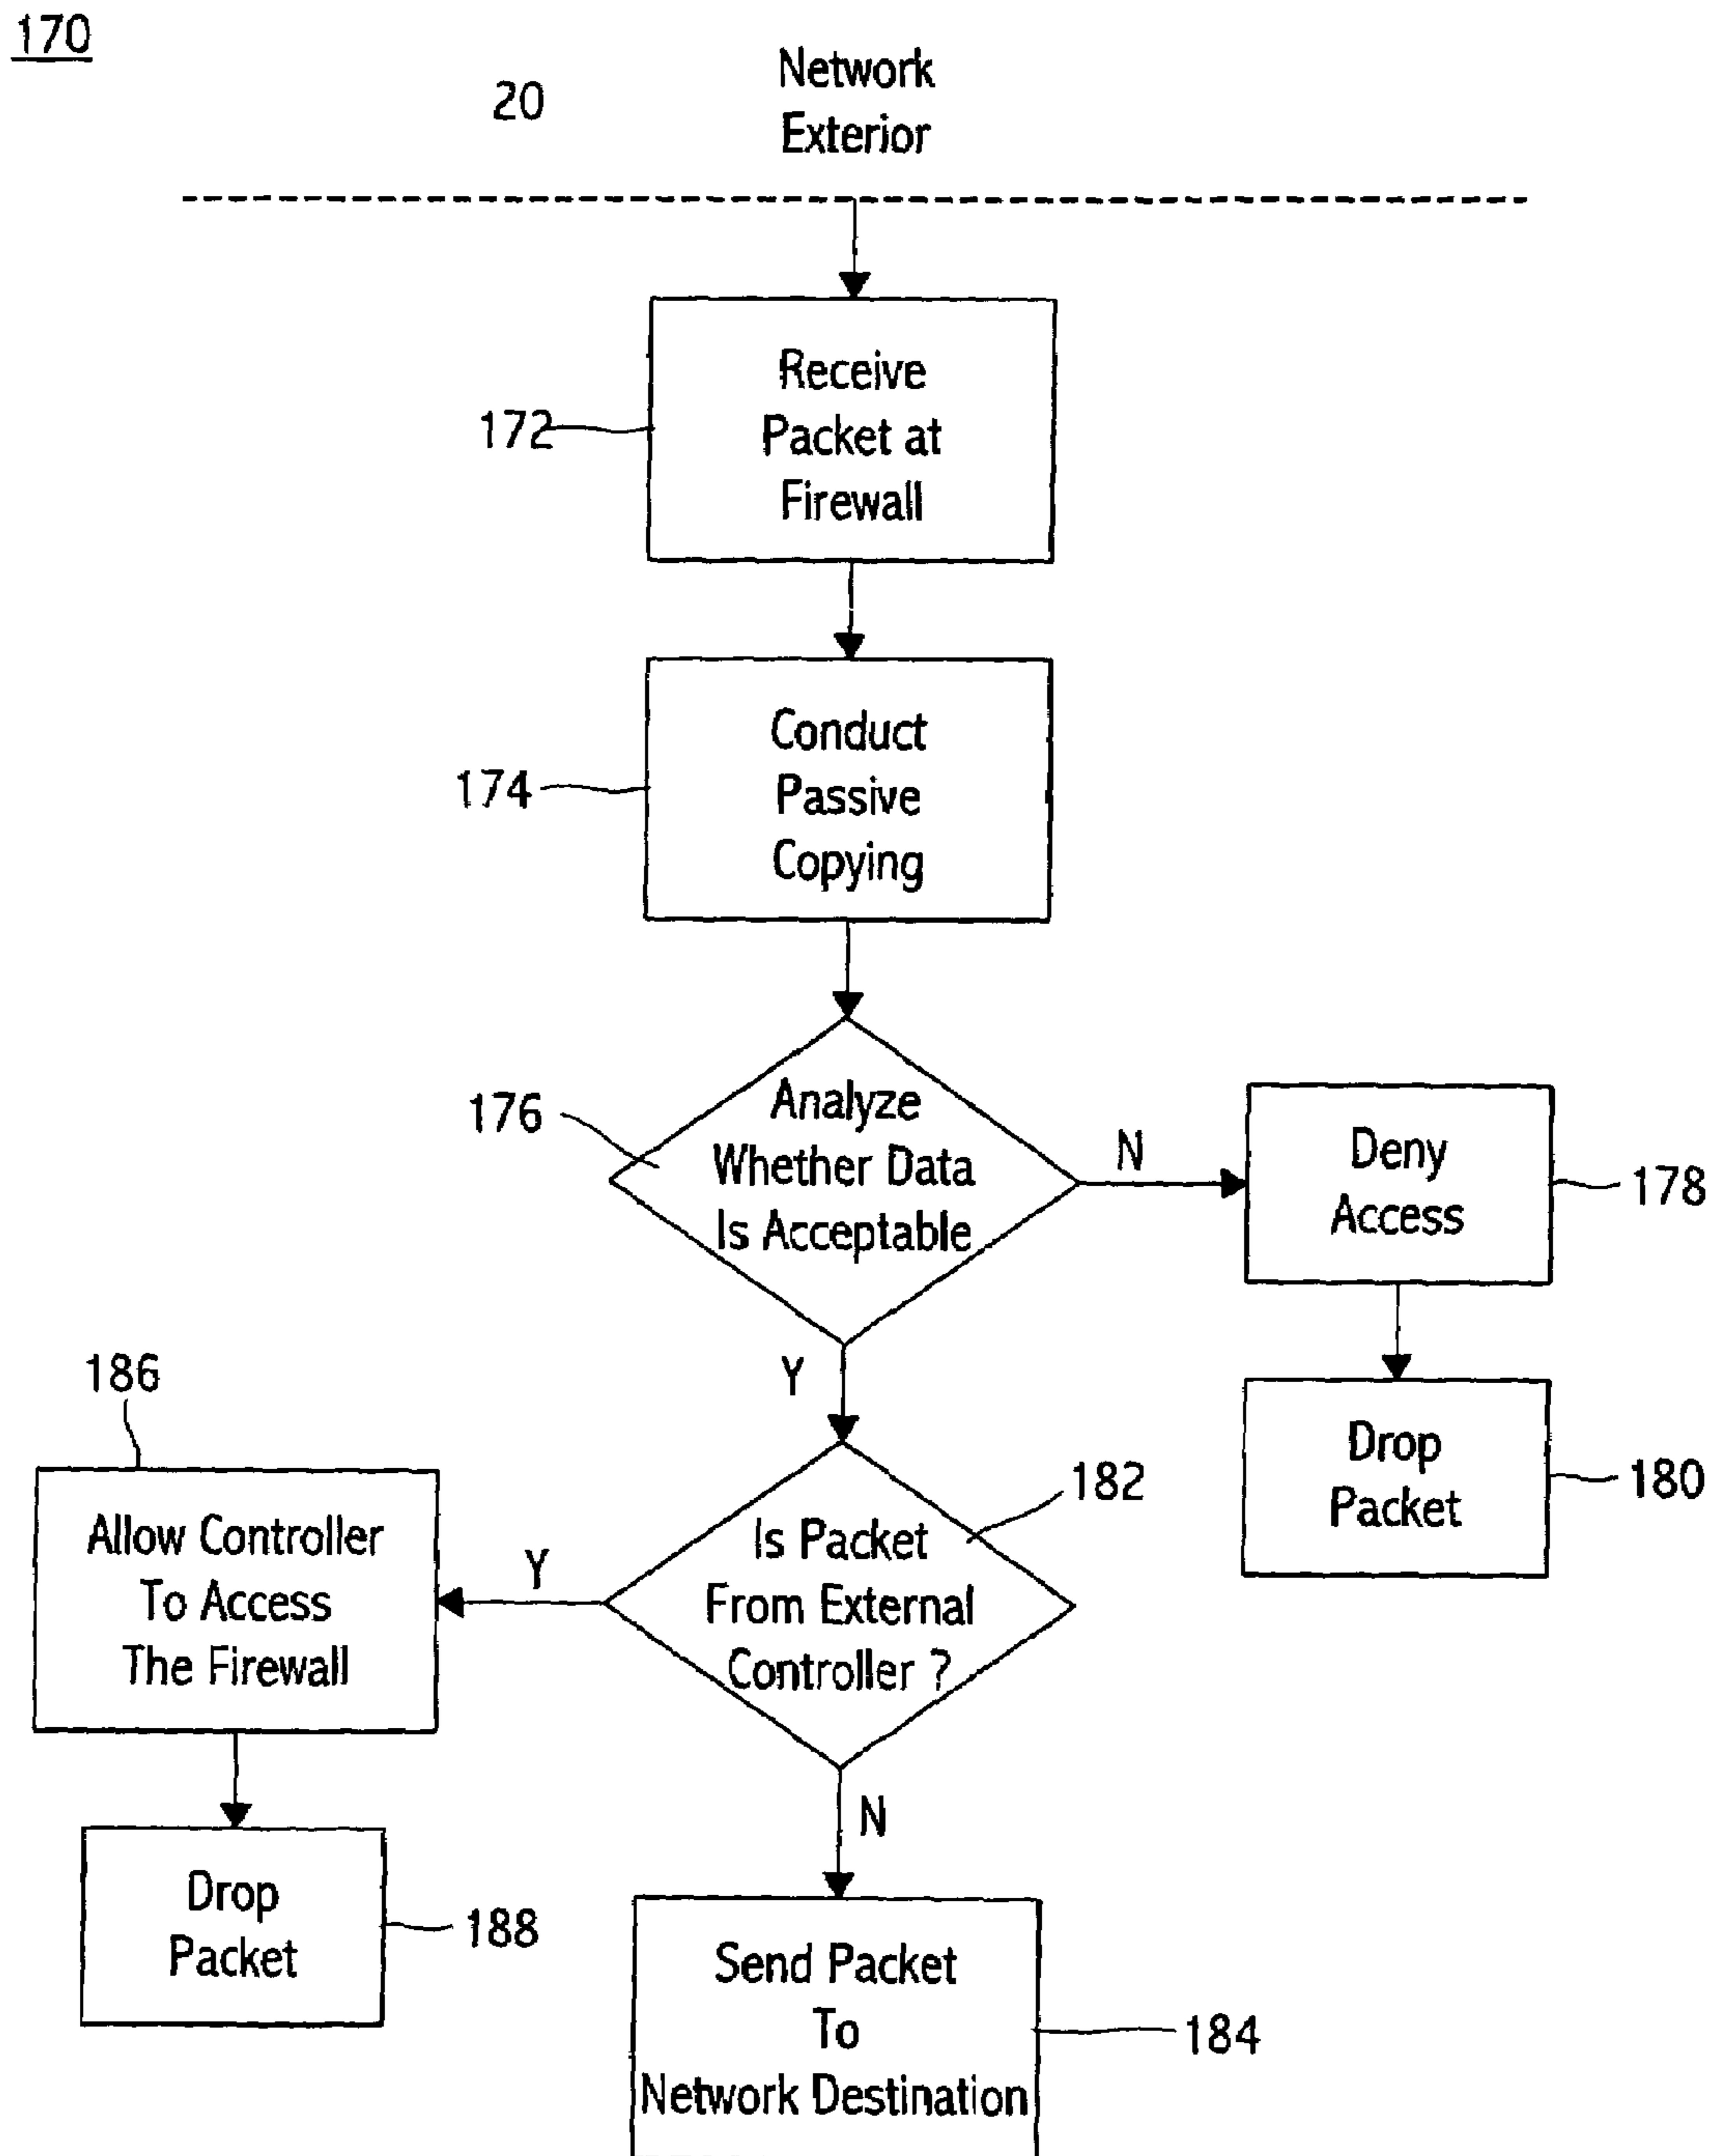 170
20
Network
Exterior
172
Receive
Packet at
Firewall
174
Conduct
Passive
Copying
176
Analyze
Whether Data
Is Acceptable
N
Deny
Access
178
Y
Drop
Packet
180
186
Allow Controller
To Access
The Firewall
Y
182
Is Packet
From External
Controller ?
N
Drop
Packet
188
Send Packet
To
Network Destination
184